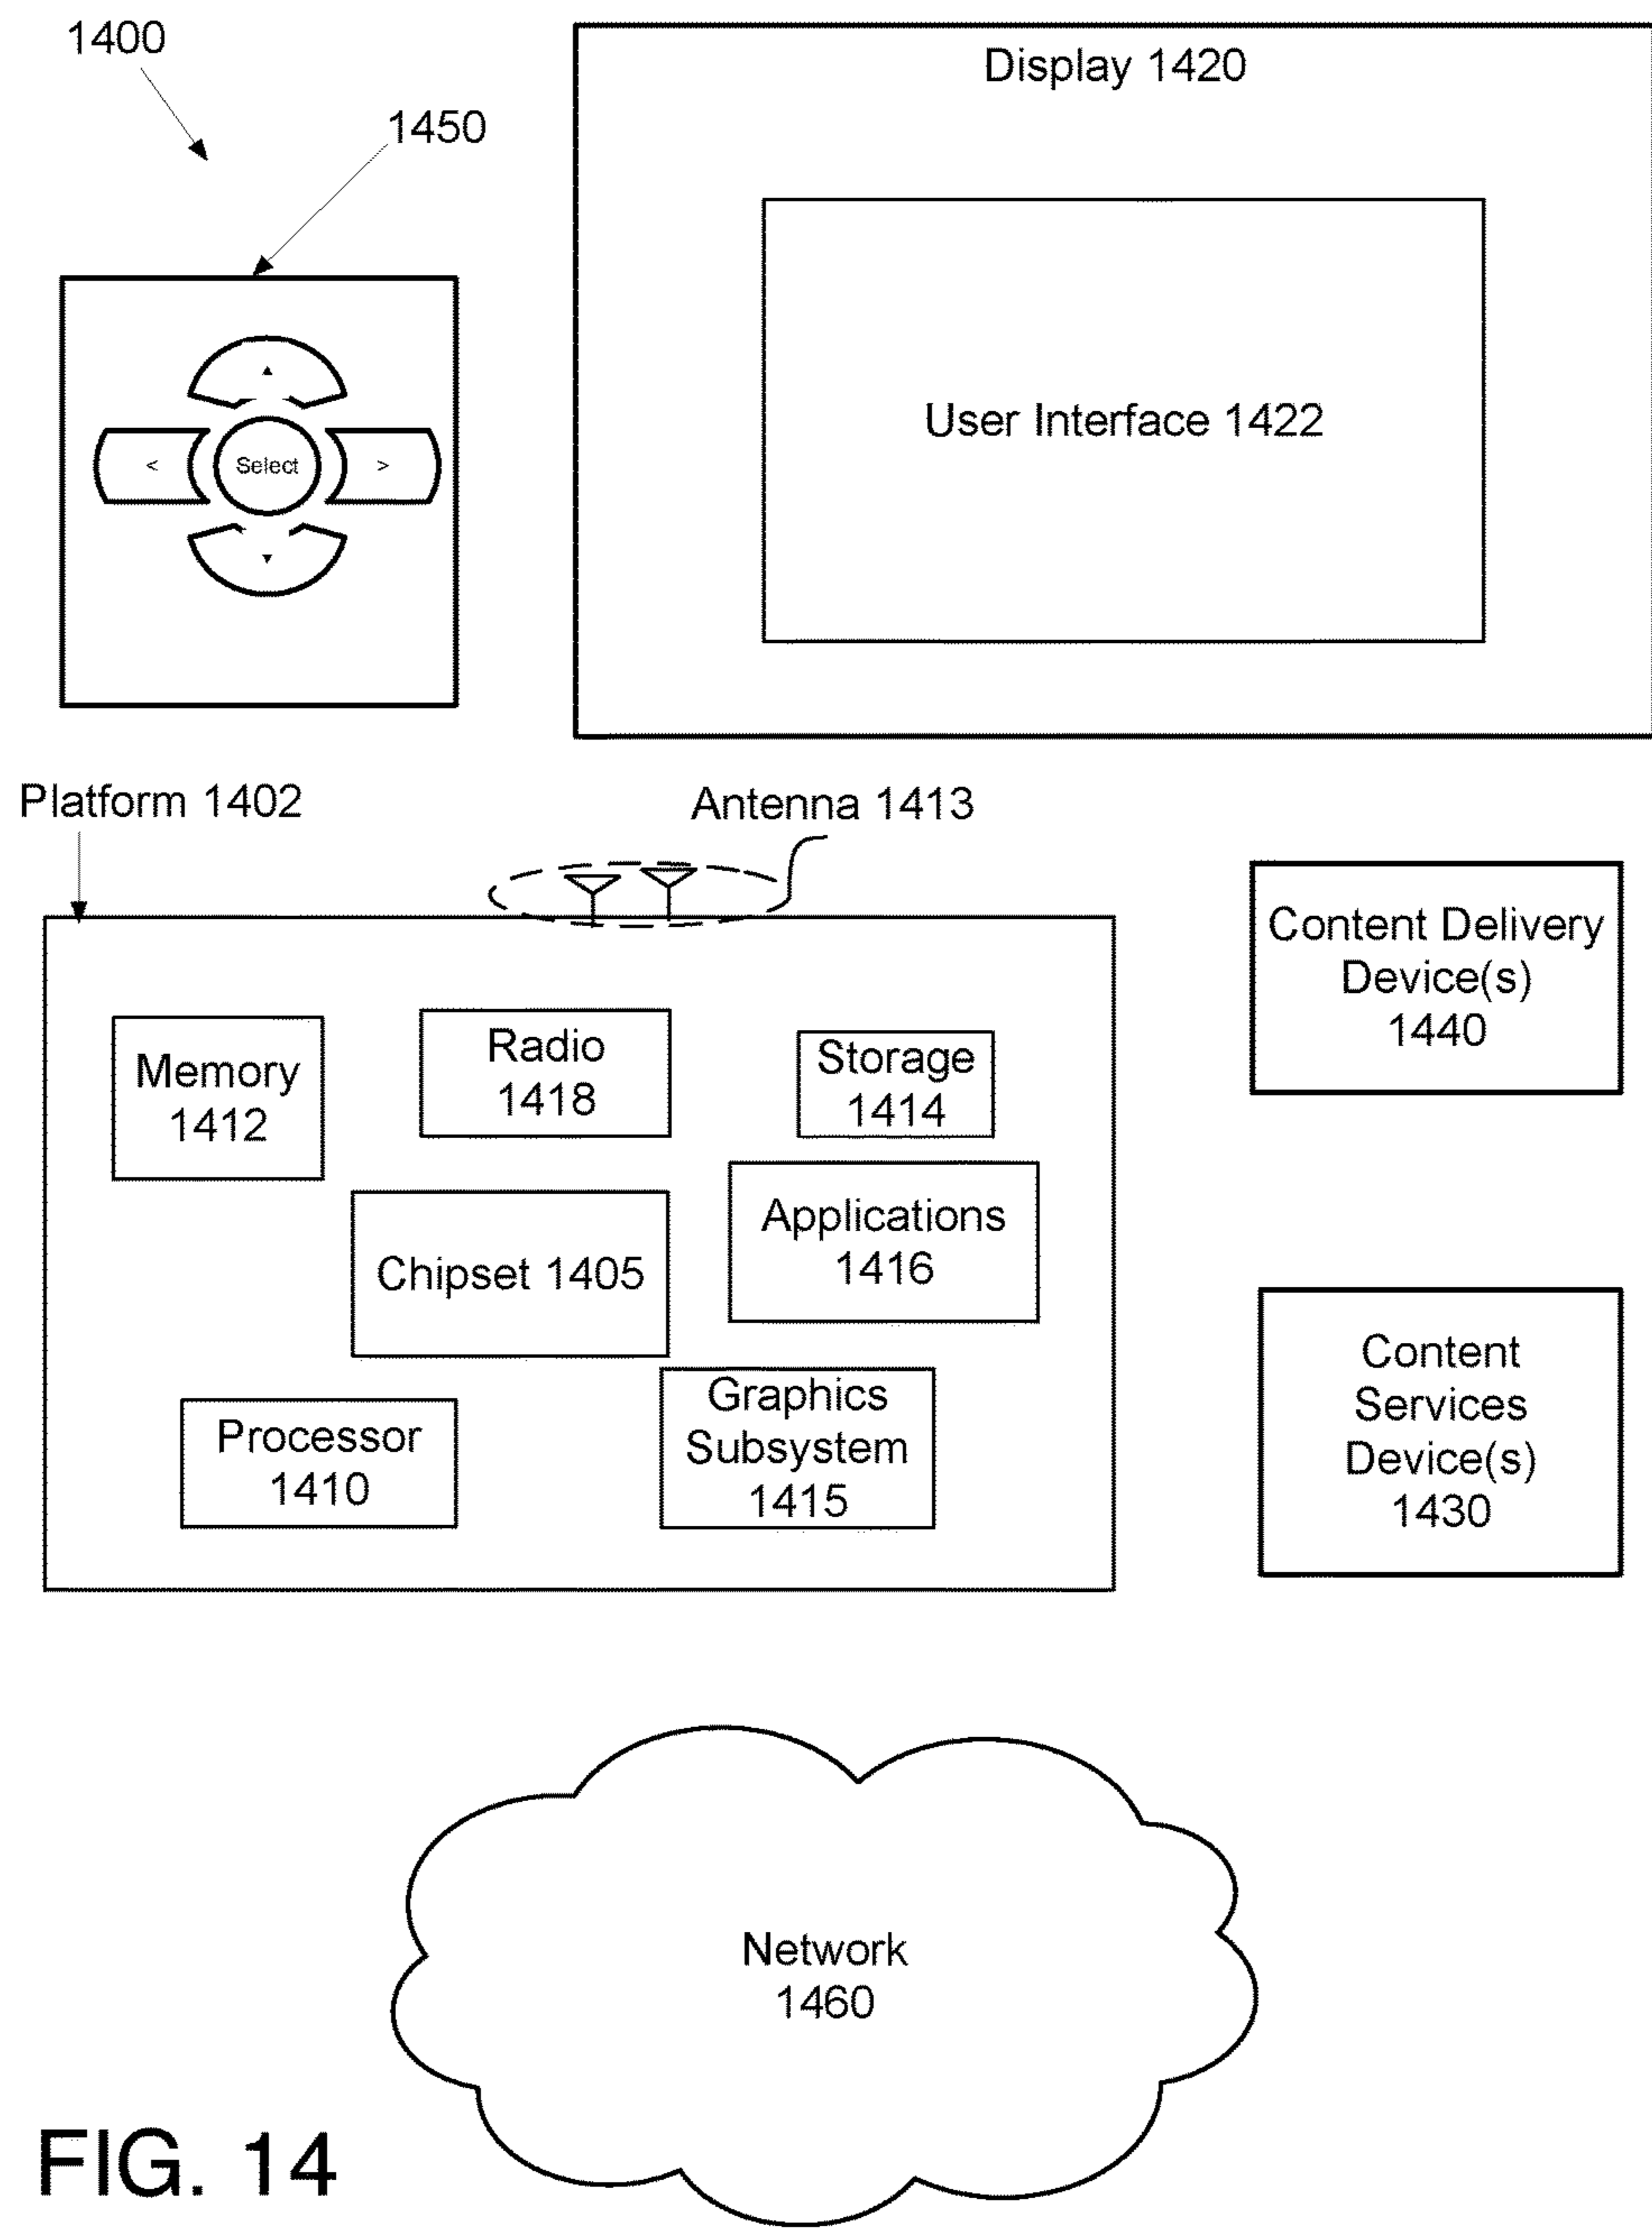 1400
1450
Display 1420
User Interface 1422
<
Select
>
Platform 1402
Antenna 1413
Memory
1412
Radio
1418
Storage
1414
Chipset 1405
Applications
1416
Processor
1410
Graphics
Subsystem
1415
Content Delivery
Device(s)
1440
Content
Services
Device(s)
1430
Network
1460
FIG. 14